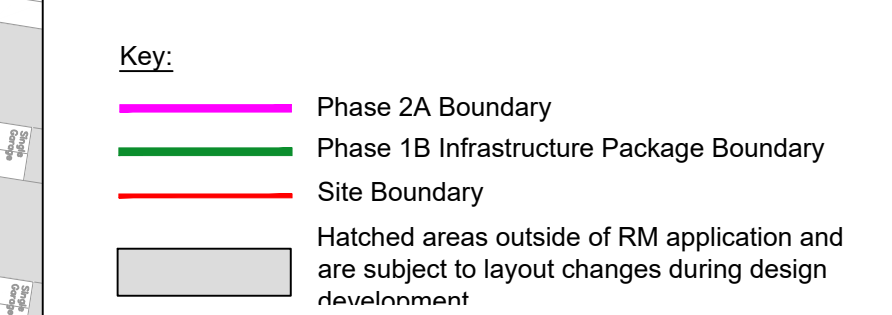 Key:
Phase 2A Boundary
Phase 1B Infrastructure Package Boundary
Site Boundary
Hatched areas outside of RM application and
are subject to layout changes during design
development
Single
Garage
Single
Garage